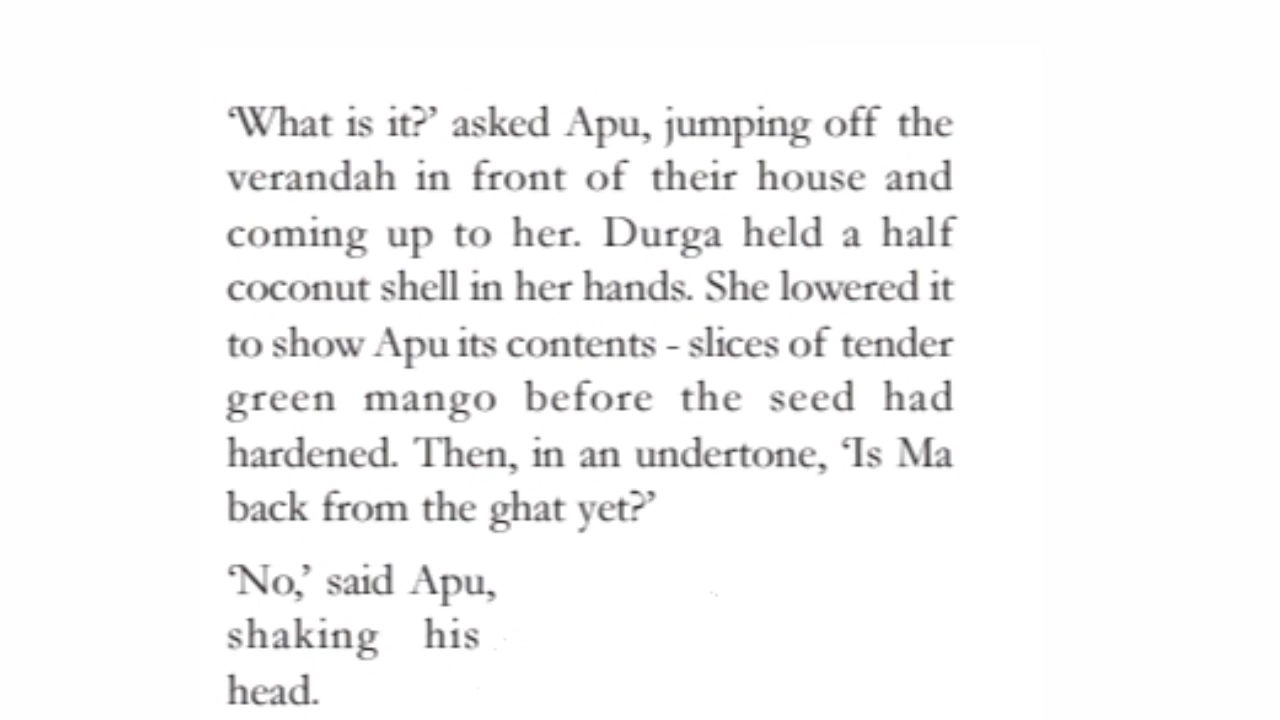 ‘What is it?’ asked Apu, jumping off the
verandah in front of their house and
coming up to her. Durga held a half
coconut shell in her hands. She lowered it
to show Apu its contents - slices of tender
green mango before the seed had
hardened. Then, in an undertone, ‘Is Ma
back from the ghat yet?’
‘No,’ said Apu,
shaking his
head.